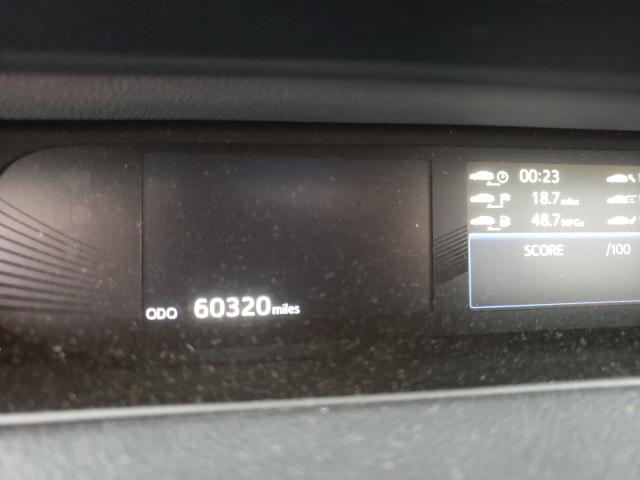 00:23
18.7 miles
48.7 MPGe
SCORE /100
ODO 60320 miles